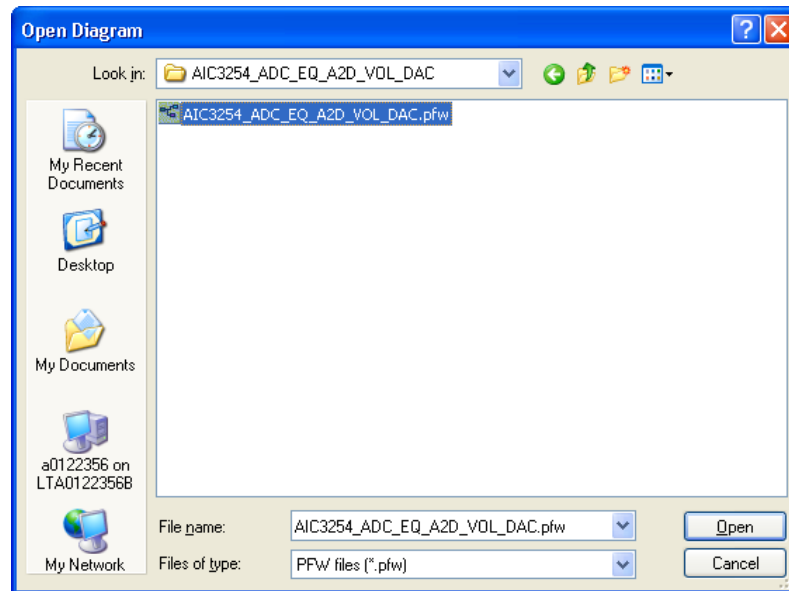 Open Diagram
Look in:
AIC3254_ADC_EQ_A2D_VOL_DAC
AIC3254_ADC_EQ_A2D_VOL_DAC.pfw
My Recent
Documents
Desktop
My Documents
a0122356 on
LTA0122356B
My Network
File name:
AIC3254_ADC_EQ_A2D_VOL_DAC.pfw
Open
Files of type:
PFW files (*.pfw)
Cancel